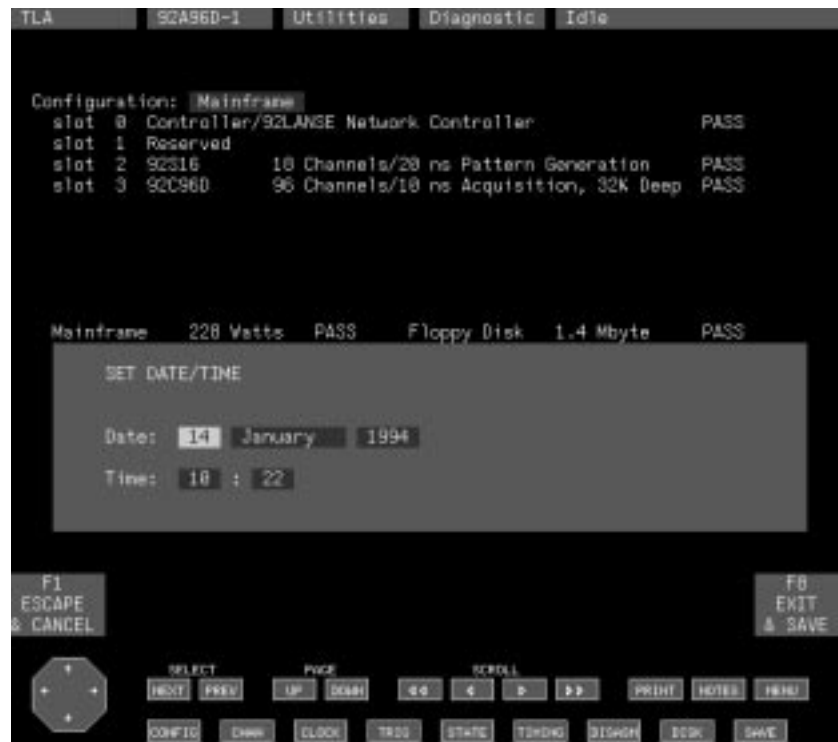 TLA 92A96D-1 Utilities Diagnostic Idle
Configuration: Mainframe
slot 0 Controller/92LANSE Network Controller PASS
slot 1 Reserved
slot 2 92S16 18 Channels/20 ns Pattern Generation PASS
slot 3 92C96D 96 Channels/10 ns Acquisition, 32K Deep PASS
Mainframe 220 Watts PASS Floppy Disk 1.4 Mbyte PASS
SET DATE/TIME
Date: 14 January 1994
Time: 10 : 22
F1 F8
ESCAPE EXIT
& CANCEL & SAVE
SELECT PAGE SCROLL
NEXT PREV UP DOWN PRINT NOTES MENU
CONFIG CHAN CLOCK TRIG STATE TIMING DISASM DISK SAVE